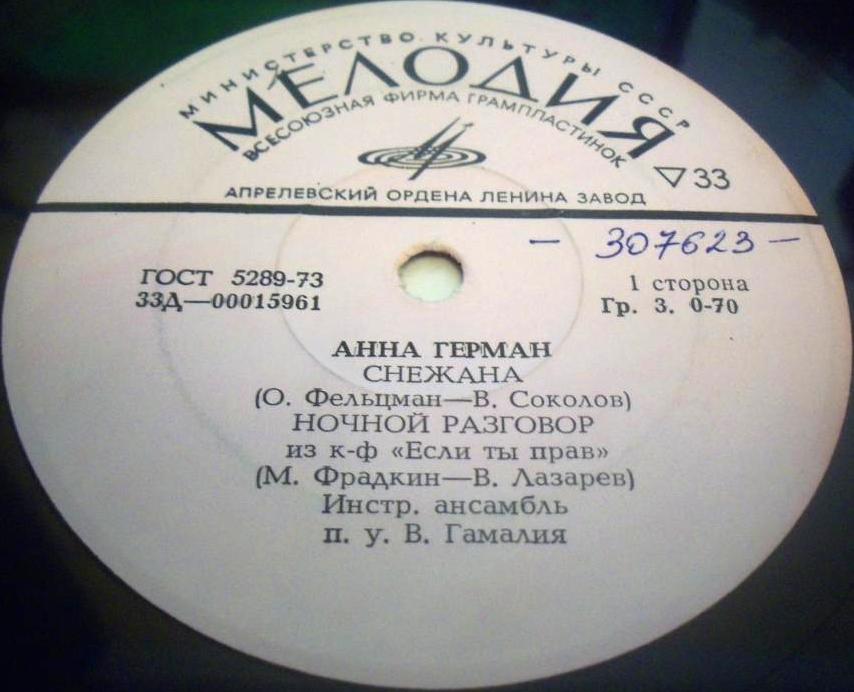 МИНИСТЕРСТВО КУЛЬТУРЫ СССР
МЕЛОДИЯ
ВСЕСОЮЗНАЯ ФИРМА ГРАМПЛАСТИНОК
33
АПРЕЛЕВСКИЙ ОРДЕНА ЛЕНИНА ЗАВОД
— 307623 —
ГОСТ 5289-73
33Д—00015961
1 сторона
Гр. 3. 0-70
АННА ГЕРМАН
СНЕЖАНА
(О. Фельцман—В. Соколов)
НОЧНОЙ РАЗГОВОР
из к-ф «Если ты прав»
(М. Фрадкин—В. Лазарев)
Инстр. ансамбль
п. у. В. Гамалия